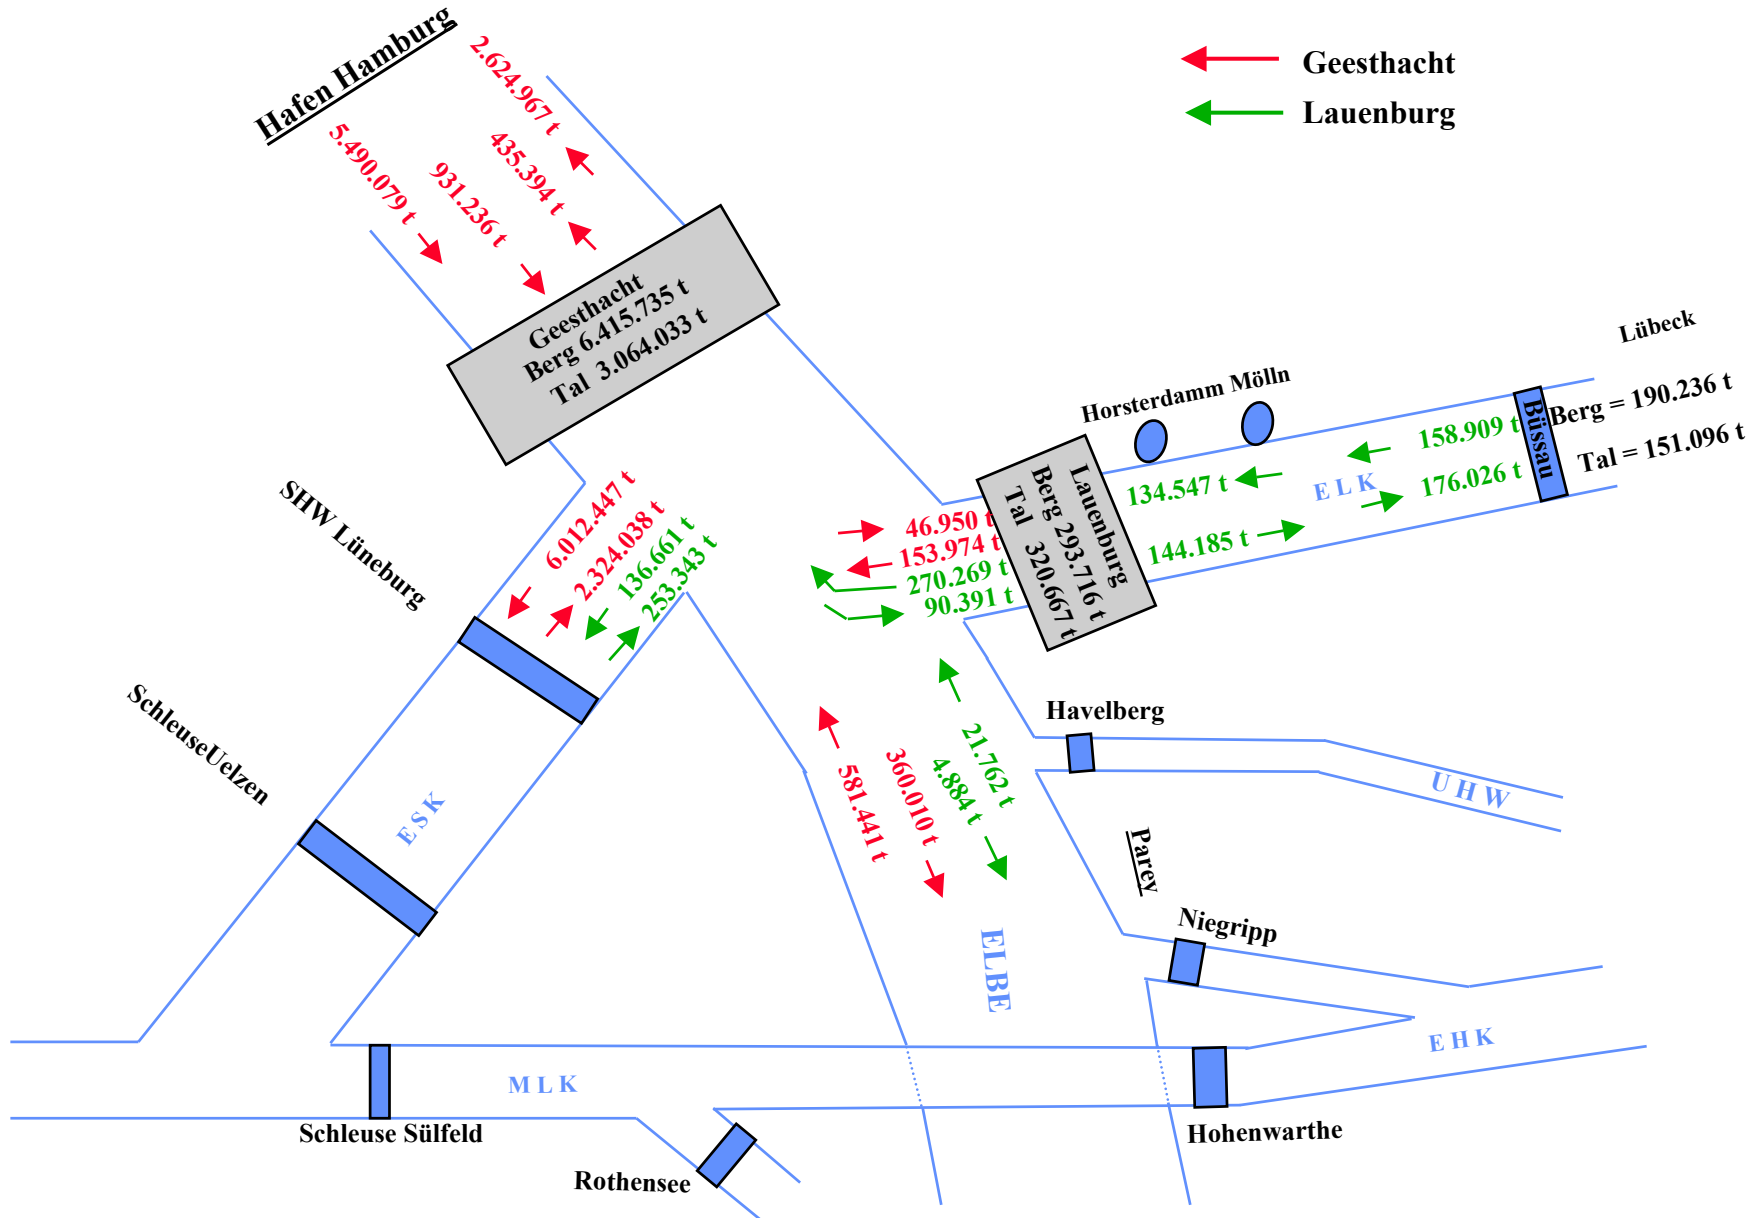 Hafen Hamburg
2.624.967 t
435.394 t
931.236 t
5.490.079 t
Geesthacht
Lauenburg
Geesthacht
Berg 6.415.735 t
Tal 3.064.033 t
Lübeck
Berg = 190.236 t
Tal = 151.096 t
Büssau
Horsterdamm Mölln
158.909 t
134.547 t
E L K
176.026 t
144.185 t
Lauenburg
Berg 293.716 t
Tal 320.667 t
46.950 t
153.974 t
270.269 t
90.391 t
SHW Lüneburg
6.012.447 t
2.324.038 t
136.661 t
253.343 t
SchleuseUelzen
E S K
21.762 t
4.884 t
360.010 t
581.441 t
Havelberg
U H W
Parey
Niegripp
ELBE
E H K
M L K
Schleuse Sülfeld
Hohenwarthe
Rothensee